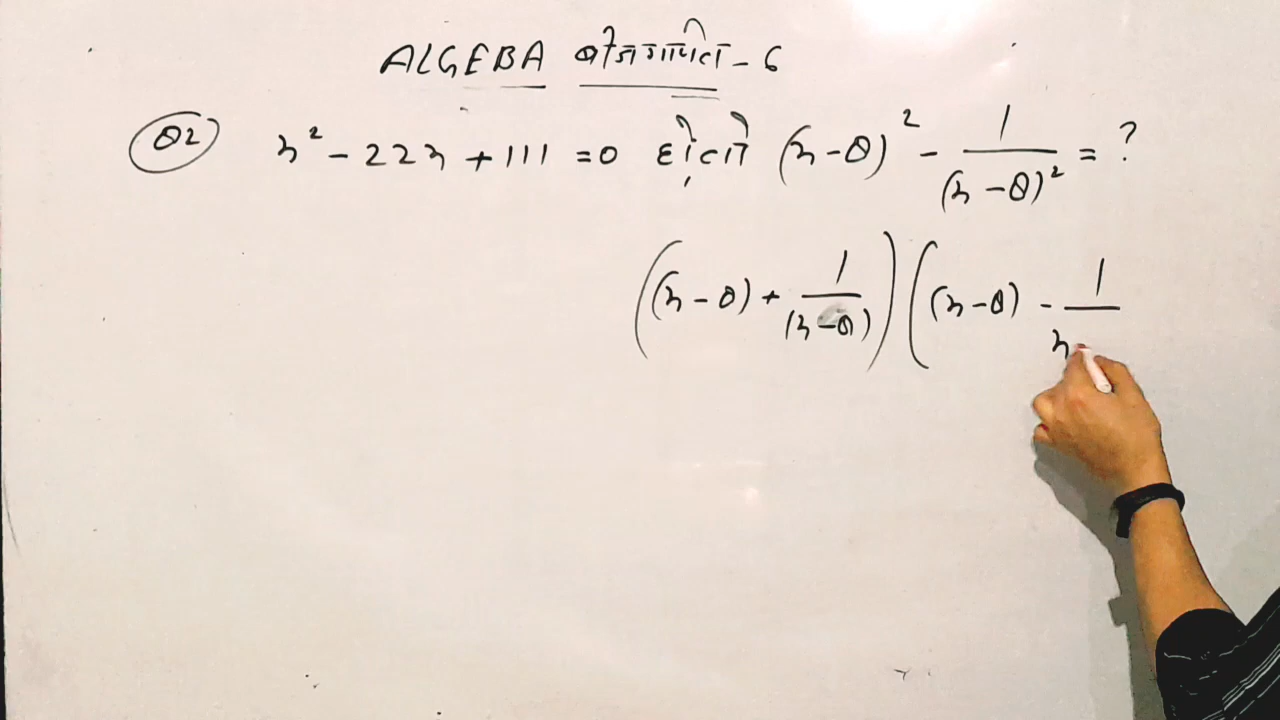 ALGEBA बीजगणित - 6
Q2 x² - 22x + 111 = 0 हो तो (x - 8)² - 1/(x - 8)² = ?
((x - 8) + 1/(x - 8)) ((x - 8) - 1/x